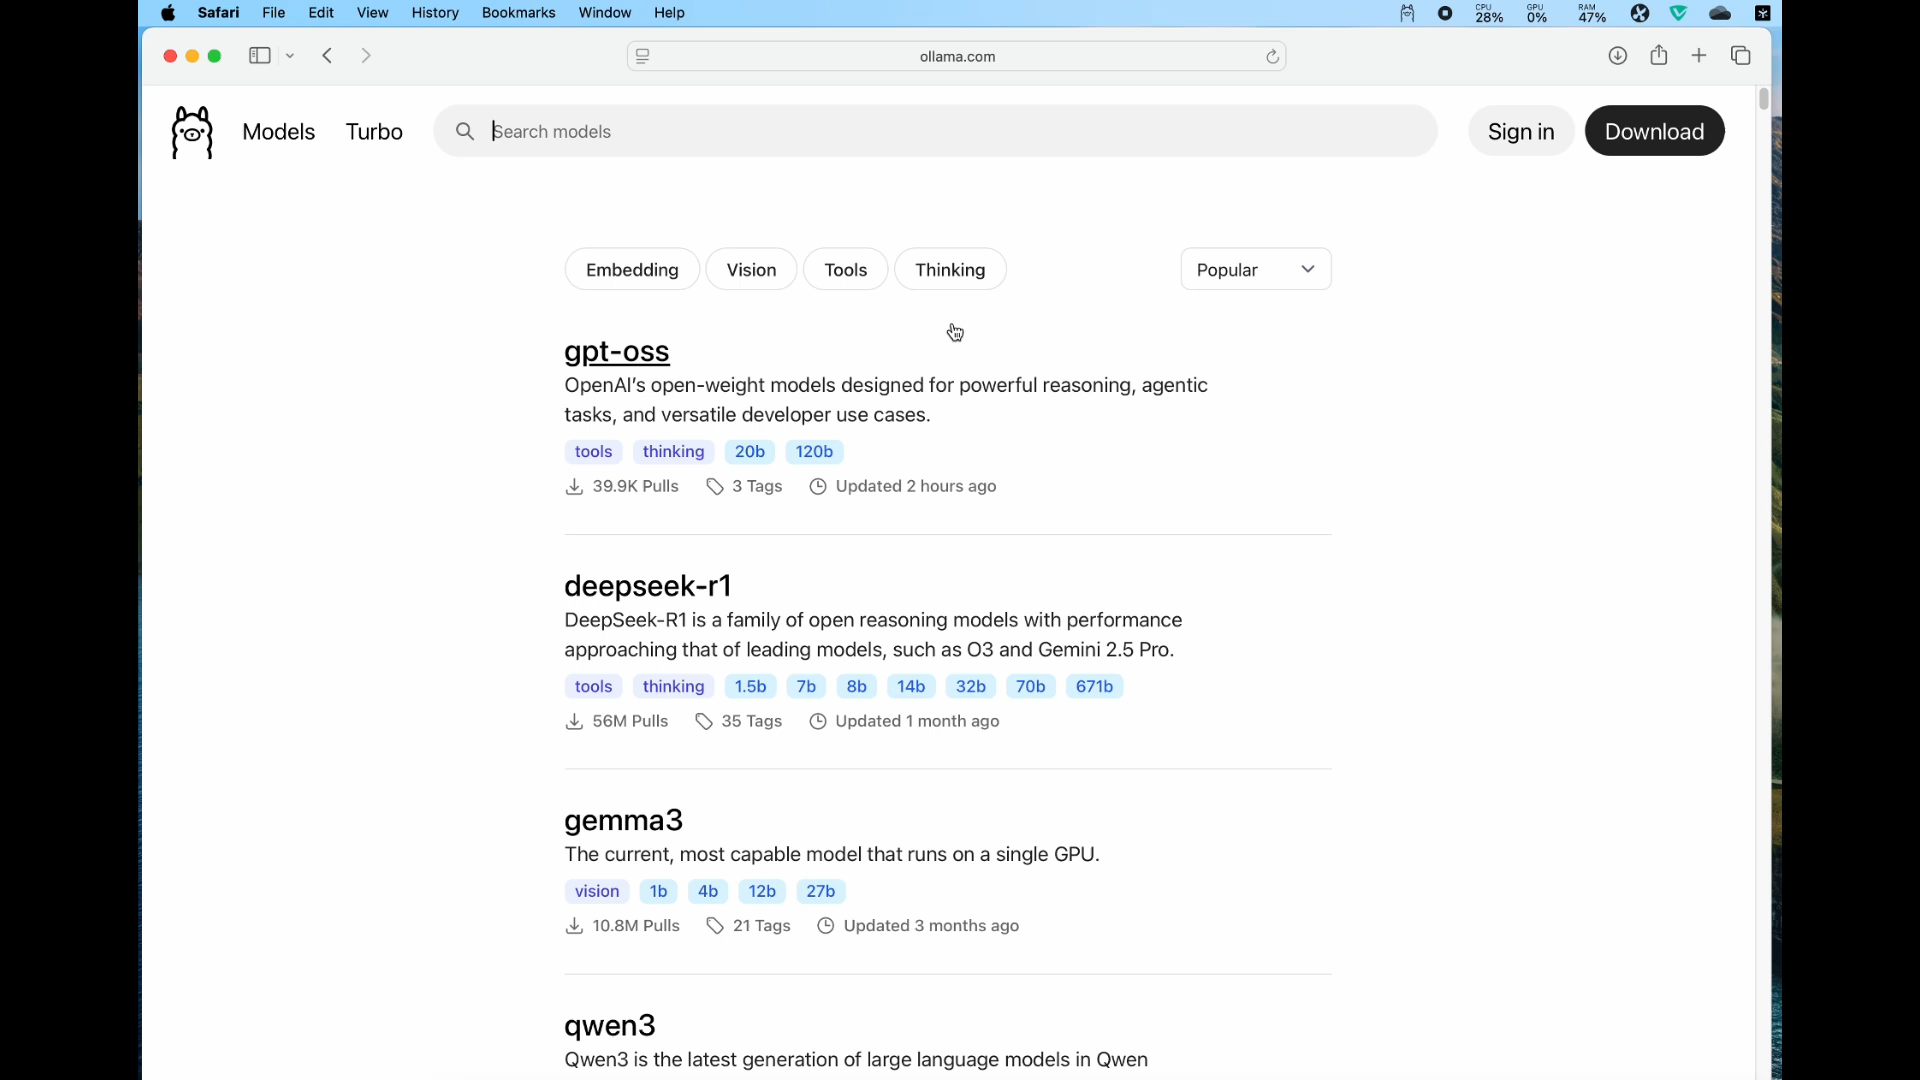 Safari File Edit View History Bookmarks Window Help CPU 28% GPU 0% RAM 47%
ollama.com
Models Turbo Search models Sign in Download
Embedding Vision Tools Thinking Popular
gpt-oss
OpenAI's open-weight models designed for powerful reasoning, agentic
tasks, and versatile developer use cases.
tools thinking 20b 120b
39.9K Pulls 3 Tags Updated 2 hours ago
deepseek-r1
DeepSeek-R1 is a family of open reasoning models with performance
approaching that of leading models, such as O3 and Gemini 2.5 Pro.
tools thinking 1.5b 7b 8b 14b 32b 70b 671b
56M Pulls 35 Tags Updated 1 month ago
gemma3
The current, most capable model that runs on a single GPU.
vision 1b 4b 12b 27b
10.8M Pulls 21 Tags Updated 3 months ago
qwen3
Qwen3 is the latest generation of large language models in Qwen